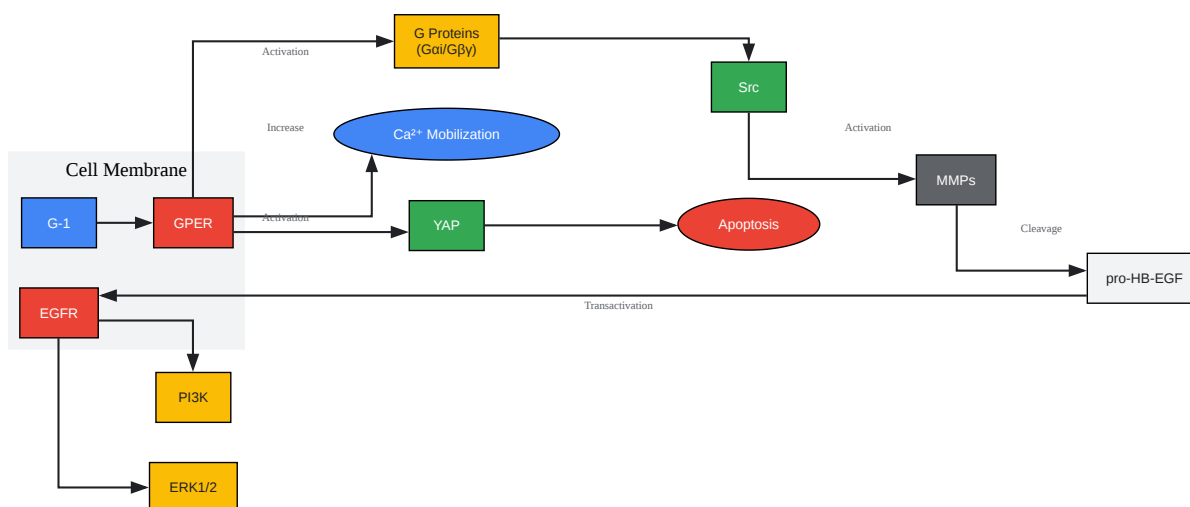 G Proteins
(Gαi/Gβγ)
Activation
Src
Increase
Ca²⁺ Mobilization
Activation
Cell Membrane
MMPs
G-1
GPER
Activation
YAP
Apoptosis
Cleavage
pro-HB-EGF
EGFR
Transactivation
PI3K
ERK1/2